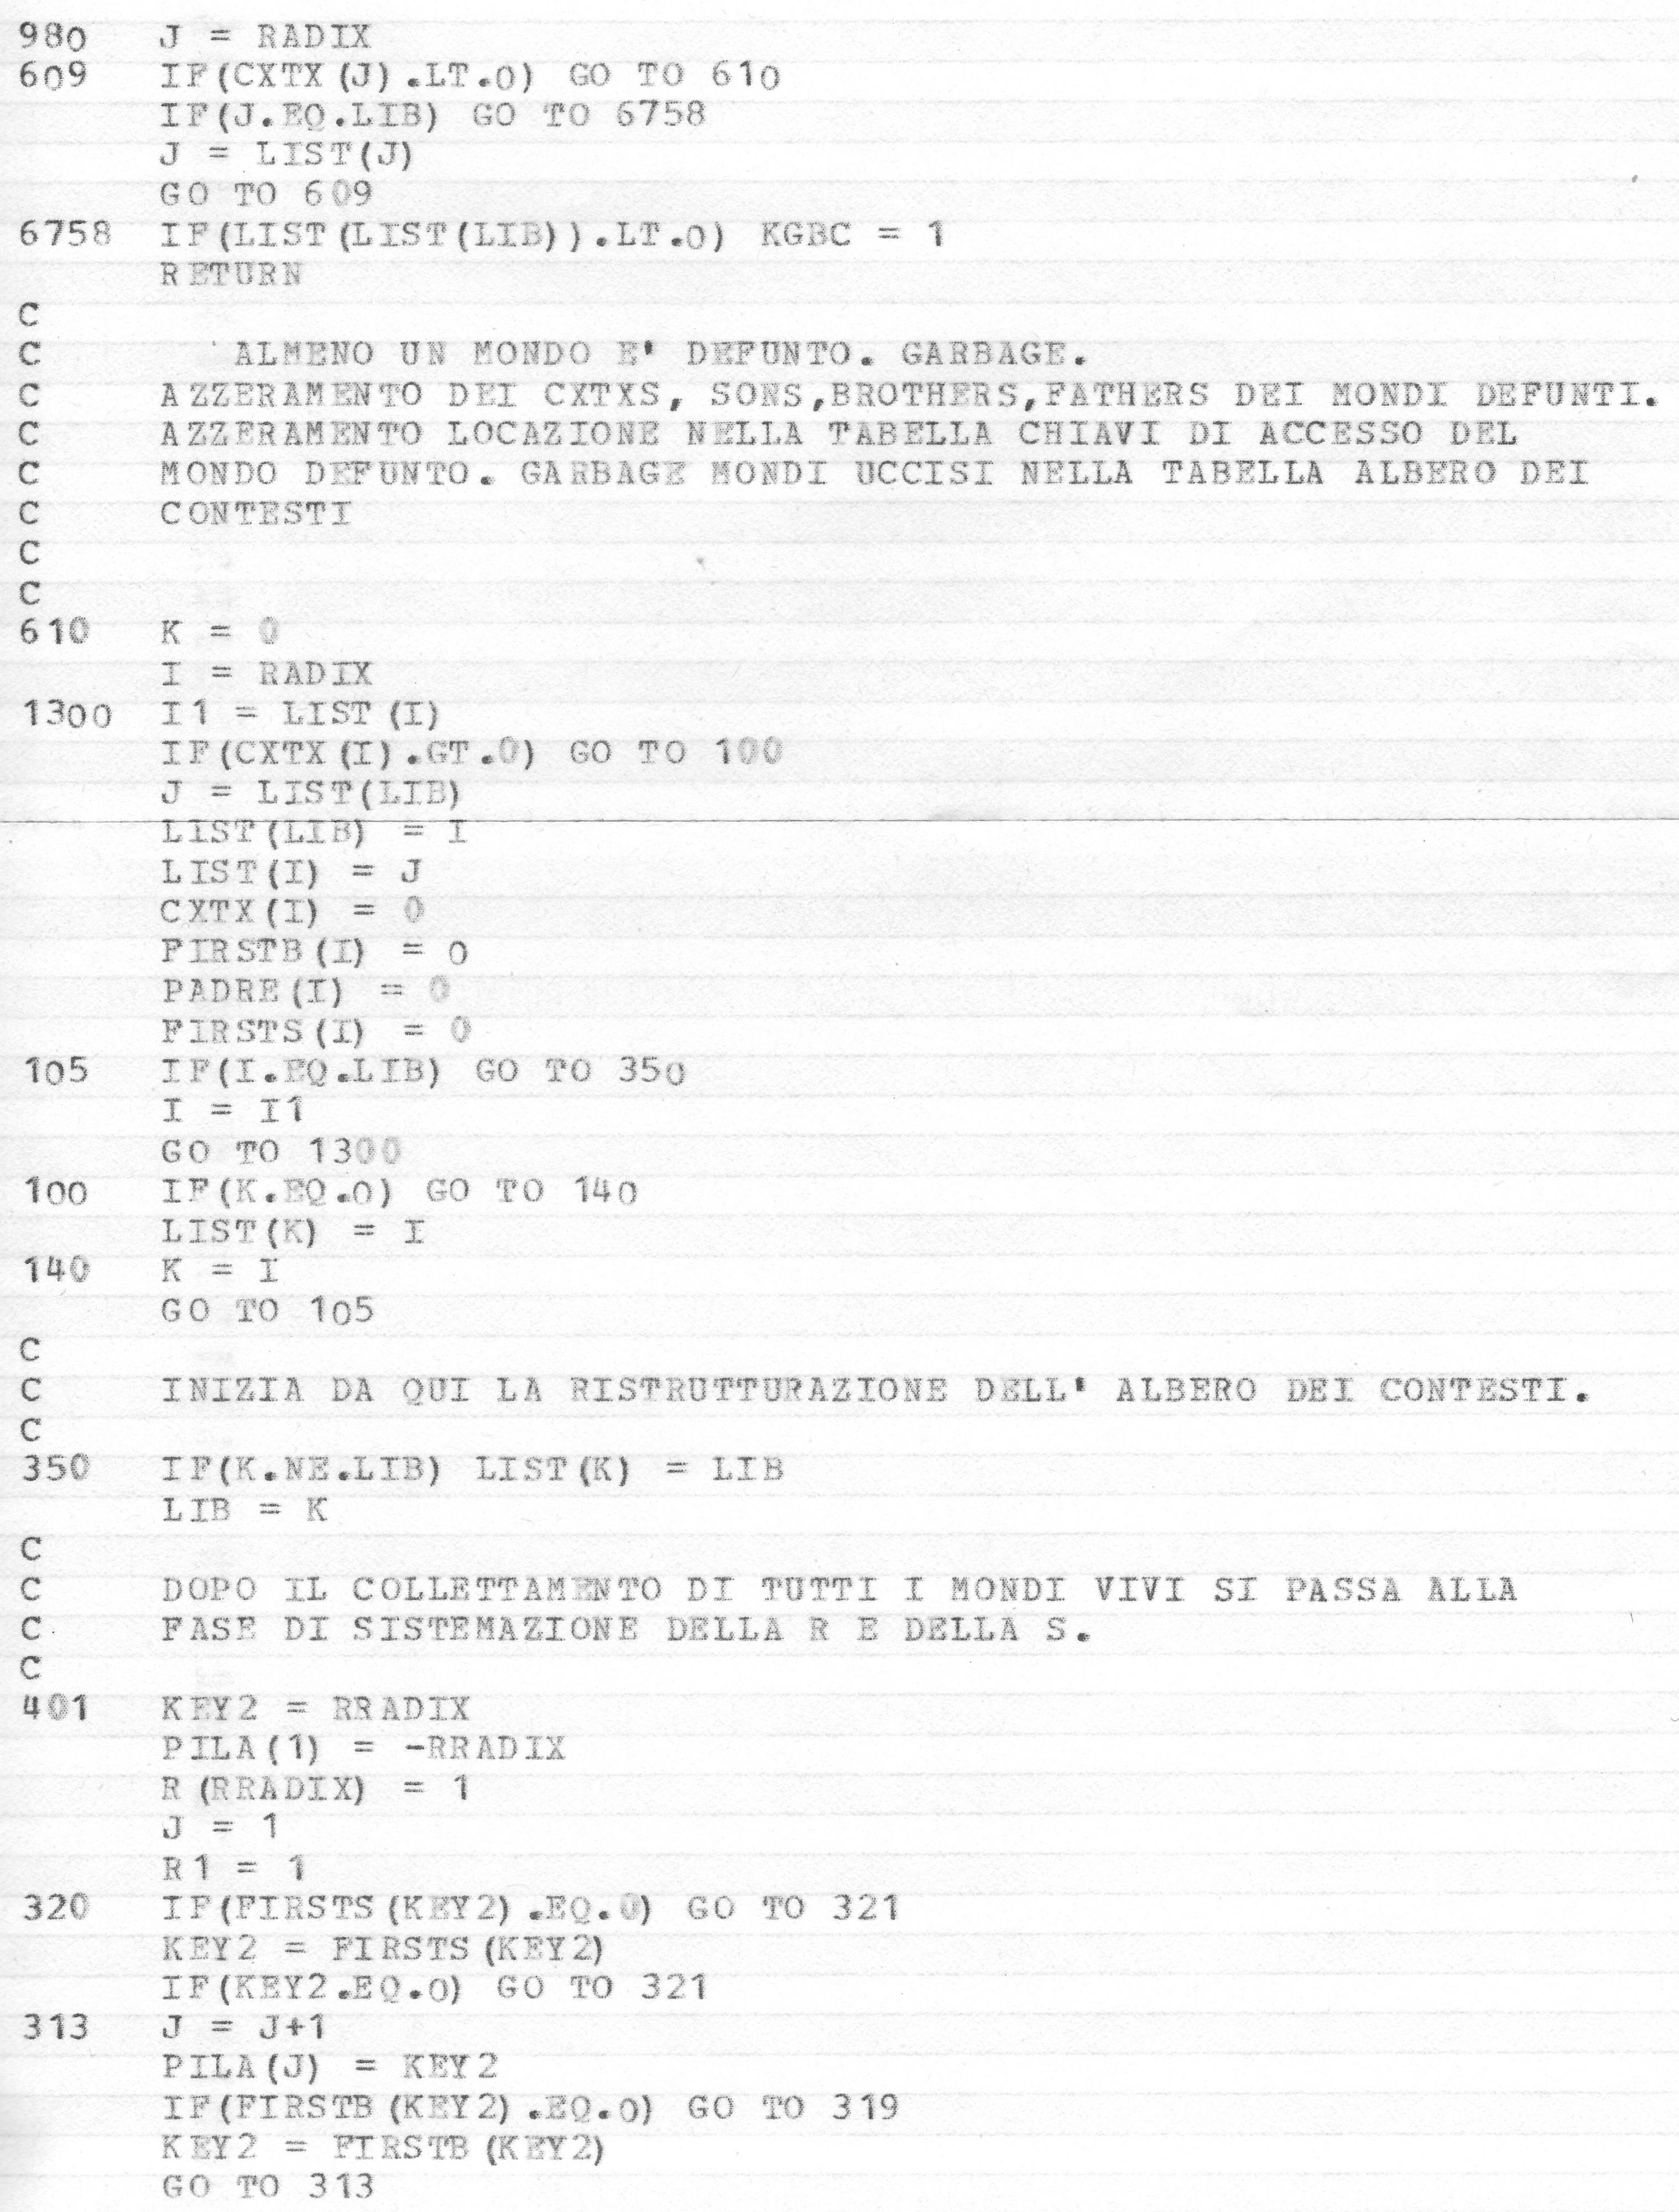 980   J = RADIX
609   IF(CXTX(J).LT.0) GO TO 610
      IF(J.EQ.LIB) GO TO 6758
      J = LIST(J)
      GO TO 609
6758  IF(LIST(LIST(LIB)).LT.0) KGBC = 1
      RETURN
C
C        ALMENO UN MONDO E' DEFUNTO. GARBAGE.
C     AZZERAMENTO DEI CXTXS, SONS,BROTHERS,FATHERS DEI MONDI DEFUNTI.
C     AZZERAMENTO LOCAZIONE NELLA TABELLA CHIAVI DI ACCESSO DEL
C     MONDO DEFUNTO. GARBAGE MONDI UCCISI NELLA TABELLA ALBERO DEI
C     CONTESTI
C
C
610   K = 0
      I = RADIX
1300  I1 = LIST(I)
      IF(CXTX(I).GT.0) GO TO 100
      J = LIST(LIB)
      LIST(LIB) = I
      LIST(I) = J
      CXTX(I) = 0
      FIRSTB(I) = 0
      PADRE(I) = 0
      FIRSTS(I) = 0
105   IF(I.EQ.LIB) GO TO 350
      I = I1
      GO TO 1300
100   IF(K.EQ.0) GO TO 140
      LIST(K) = I
140   K = I
      GO TO 105
C
C     INIZIA DA QUI LA RISTRUTTURAZIONE DELL' ALBERO DEI CONTESTI.
C
350   IF(K.NE.LIB) LIST(K) = LIB
      LIB = K
C
C     DOPO IL COLLETTAMENTO DI TUTTI I MONDI VIVI SI PASSA ALLA
C     FASE DI SISTEMAZIONE DELLA R E DELLA S.
C
401   KEY2 = RRADIX
      PILA(1) = -RRADIX
      R(RRADIX) = 1
      J = 1
      R1 = 1
320   IF(FIRSTS(KEY2).EQ.0) GO TO 321
      KEY2 = FIRSTS(KEY2)
      IF(KEY2.EQ.0) GO TO 321
313   J = J+1
      PILA(J) = KEY2
      IF(FIRSTB(KEY2).EQ.0) GO TO 319
      KEY2 = FIRSTB(KEY2)
      GO TO 313